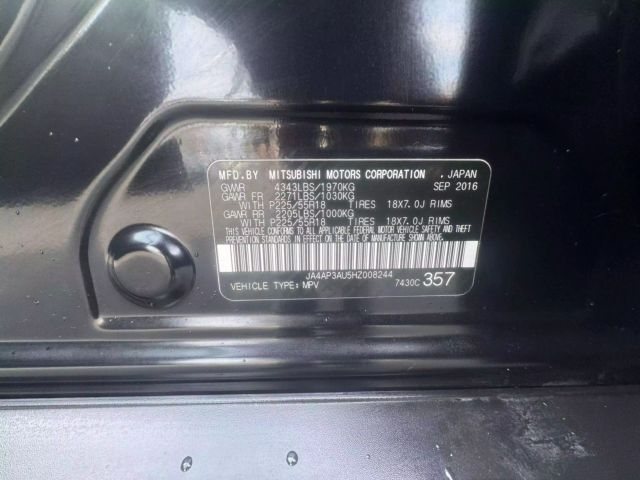 MFD.BY MITSUBISHI MOTORS CORPORATION , JAPAN
GVWR 4343LBS/1970KG SEP 2016
GAWR FR 2271LBS/1030KG
WITH P225/55R18 TIRES 18X7.0J RIMS
GAWR RR 2205LBS/1000KG
WITH P225/55R18 TIRES 18X7.0J RIMS
THIS VEHICLE CONFORMS TO ALL APPLICABLE FEDERAL MOTOR VEHICLE SAFETY
STANDARDS IN EFFECT ON THE DATE OF MANUFACTURE SHOWN ABOVE.
JA4AP3AU5HZ008244
VEHICLE TYPE: MPV 7430C 357